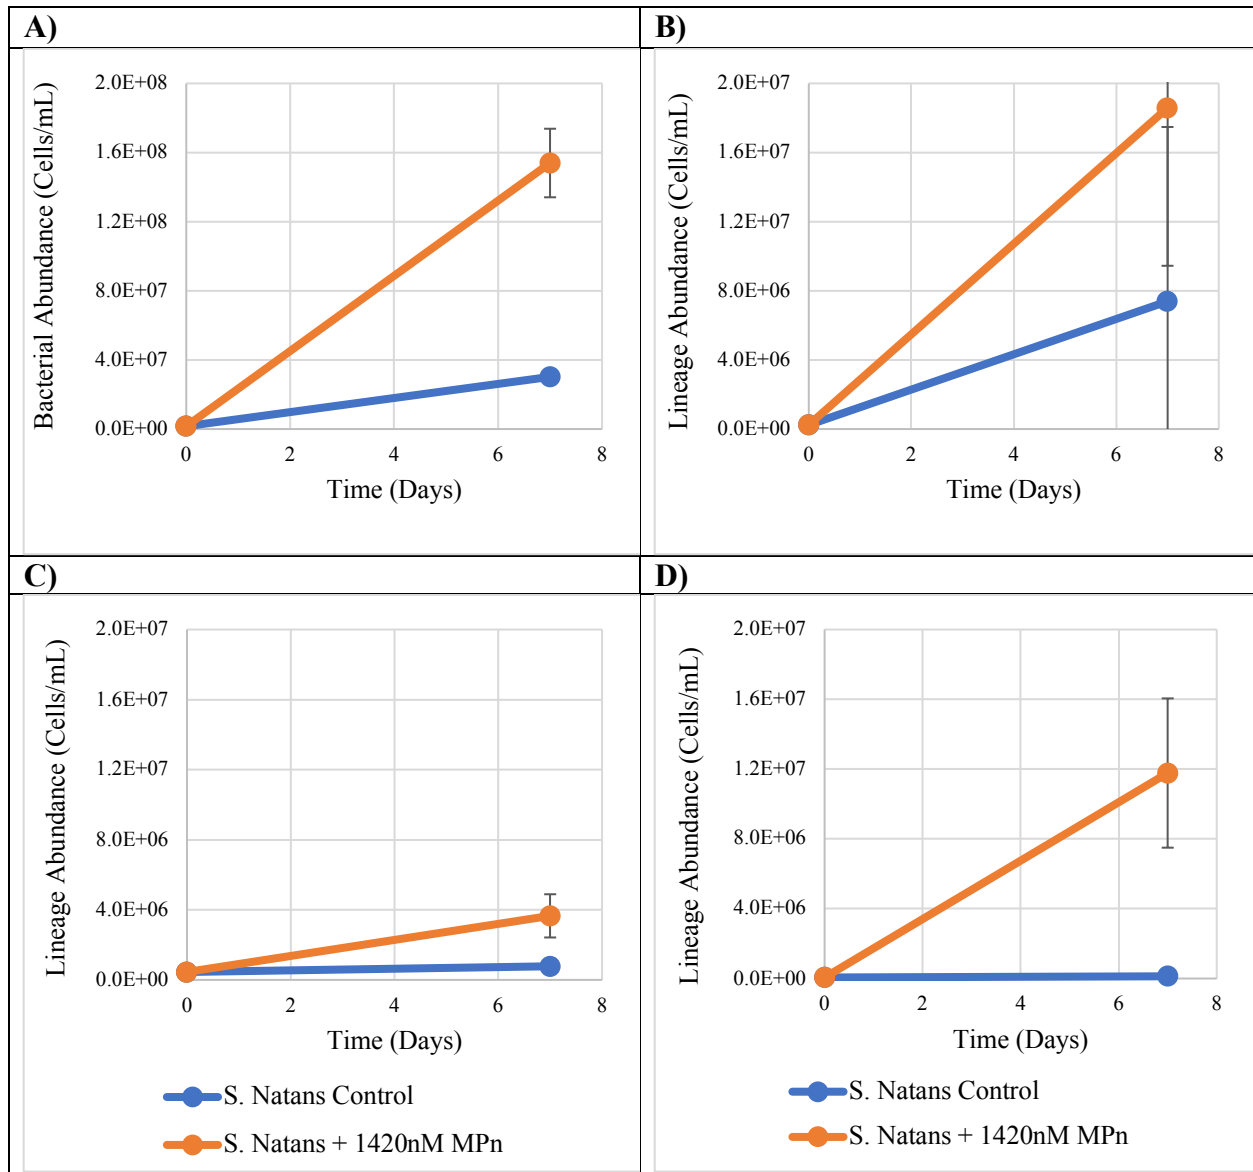 A)
Bacterial Abundance (Cells/mL)
2.0E+08
1.6E+08
1.2E+08
8.0E+07
4.0E+07
0.0E+00
0 2 4 6 8
Time (Days)
B)
Lineage Abundance (Cells/mL)
2.0E+07
1.6E+07
1.2E+07
8.0E+06
4.0E+06
0.0E+00
0 2 4 6 8
Time (Days)
C)
Lineage Abundance (Cells/mL)
2.0E+07
1.6E+07
1.2E+07
8.0E+06
4.0E+06
0.0E+00
0 2 4 6 8
Time (Days)
S. Natans Control
S. Natans + 1420nM MPn
D)
Lineage Abundance (Cells/mL)
2.0E+07
1.6E+07
1.2E+07
8.0E+06
4.0E+06
0.0E+00
0 2 4 6 8
Time (Days)
S. Natans Control
S. Natans + 1420nM MPn